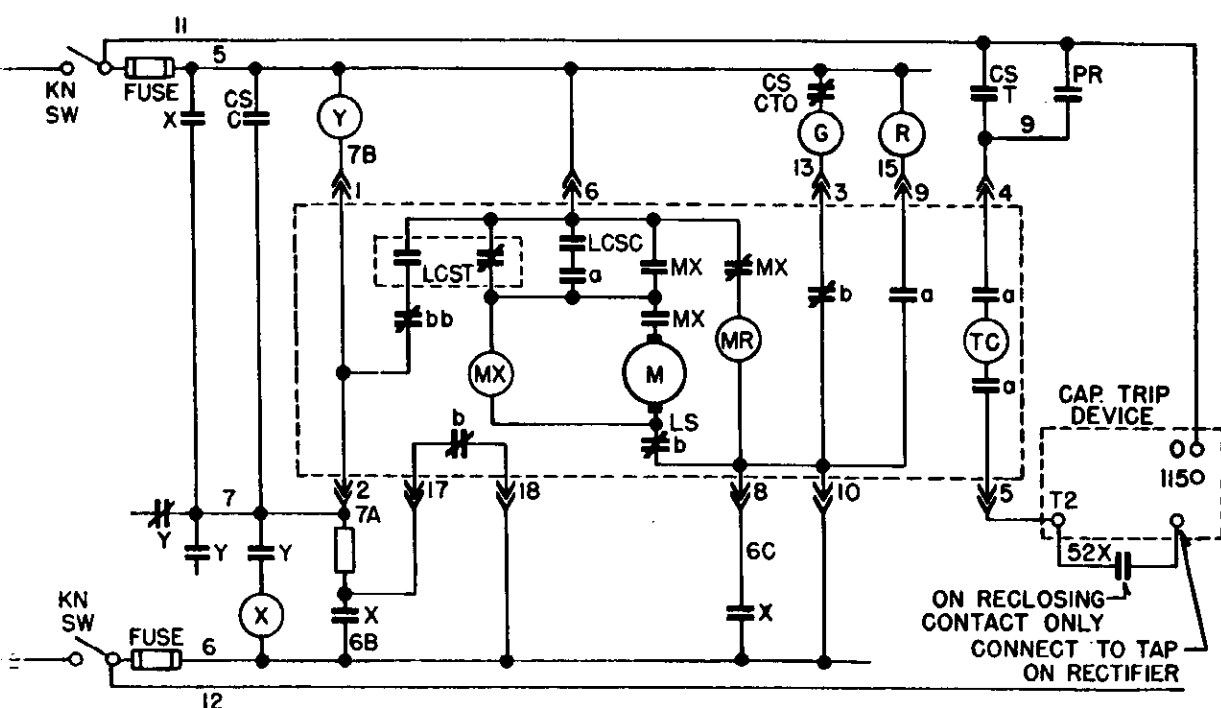 11
5
KN
SW
FUSE
X
CS
C
Y
7B
CS
CTO
G
R
CS
T
PR
9
13
15
1
6
3
9
4
LCSC
LCST
a
MX
MX
MX
bb
b
a
a
MX
M
MR
TC
a
LS
b
b
CAP. TRIP
DEVICE
O
115
2
17
18
8
10
5
T2
7
7A
Y
Y
Y
6C
52X
X
X
6B
X
ON RECLOSING
CONTACT ONLY
CONNECT TO TAP
ON RECTIFIER
KN
SW
FUSE
6
12